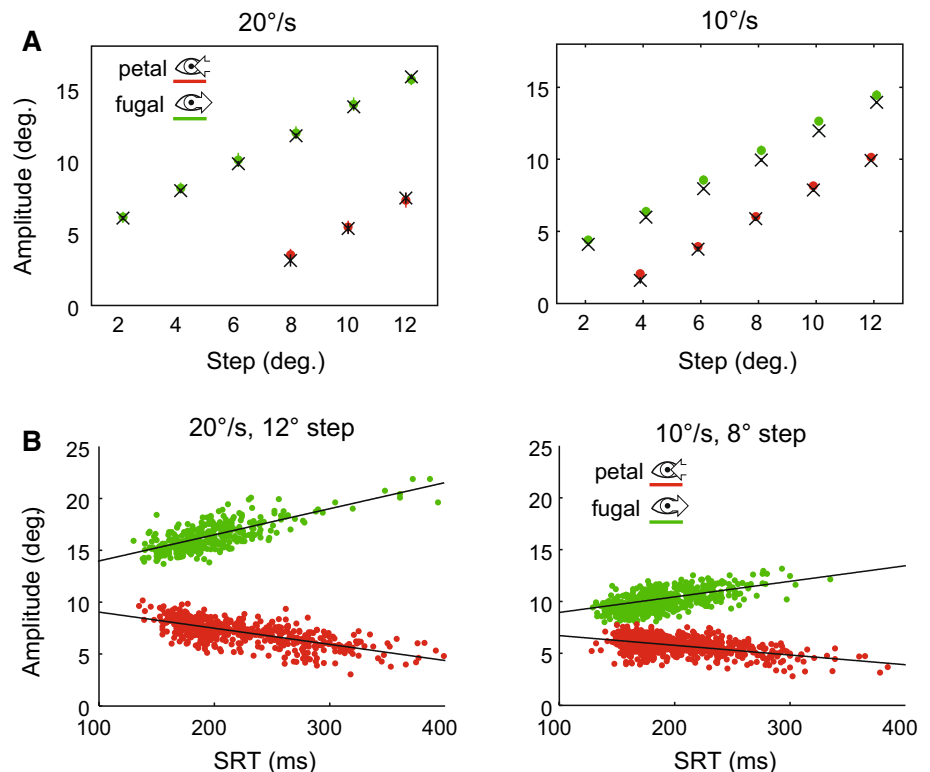 A
20°/s
10°/s
petal
fugal
Amplitude (deg.)
15
10
5
0
2 4 6 8 10 12
Step (deg.)
15
10
5
0
2 4 6 8 10 12
Step (deg.)
B
20°/s, 12° step
10°/s, 8° step
Amplitude (deg)
25
20
15
10
5
0
100 200 300 400
SRT (ms)
petal
fugal
25
20
15
10
5
0
100 200 300 400
SRT (ms)